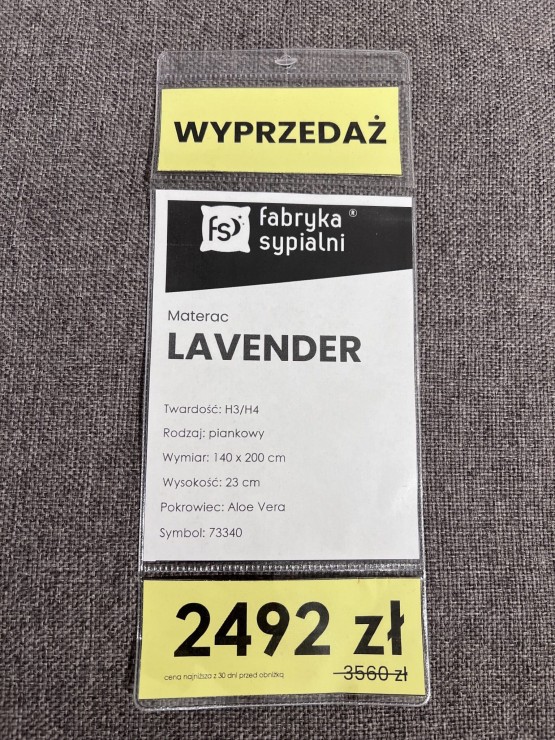 WYPRZEDAŻ
fs
fabryka ®
sypialni
Materac
LAVENDER
Twardość: H3/H4
Rodzaj: piankowy
Wymiar: 140 x 200 cm
Wysokość: 23 cm
Pokrowiec: Aloe Vera
Symbol: 73340
2492 zł
cena najniższa z 30 dni przed obniżką
3560 zł